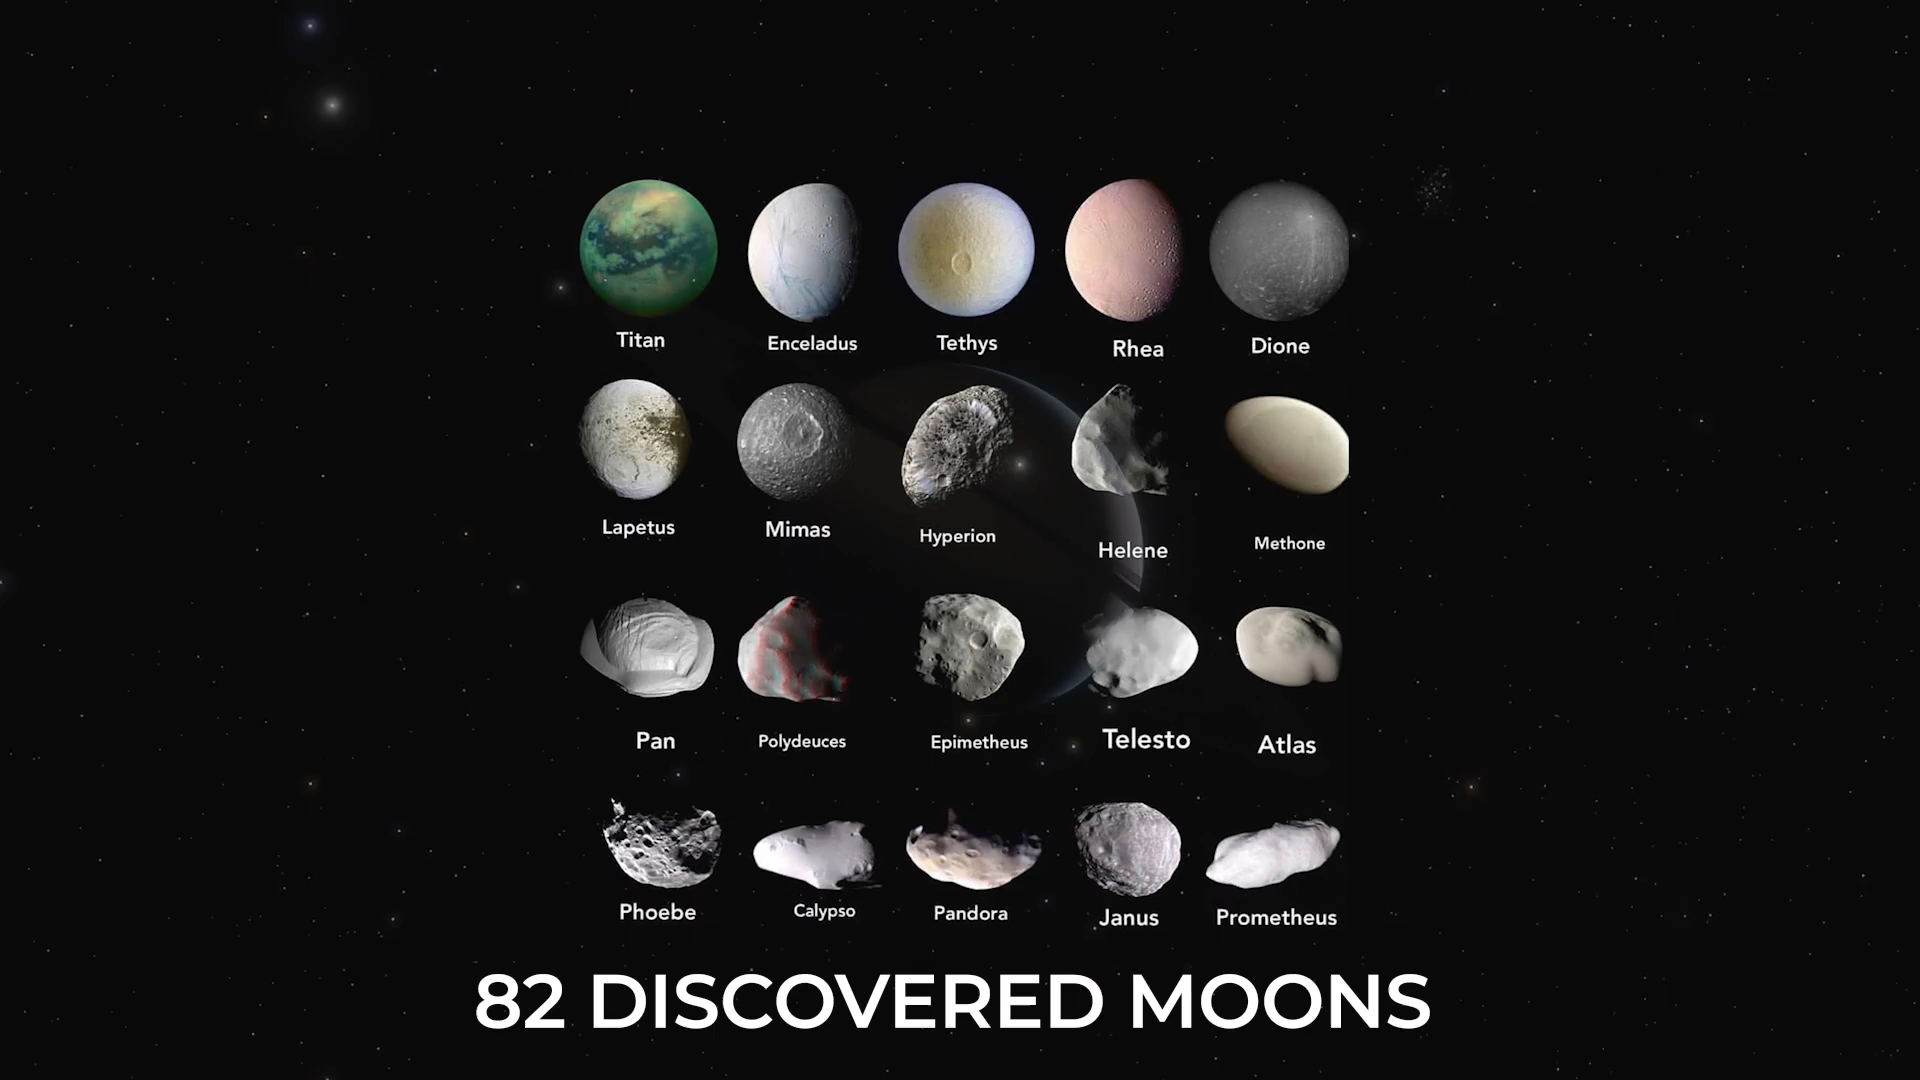 Titan
Enceladus
Tethys
Rhea
Dione
Lapetus
Mimas
Hyperion
Helene
Methone
Pan
Polydeuces
Epimetheus
Telesto
Atlas
Phoebe
Calypso
Pandora
Janus
Prometheus
82 DISCOVERED MOONS